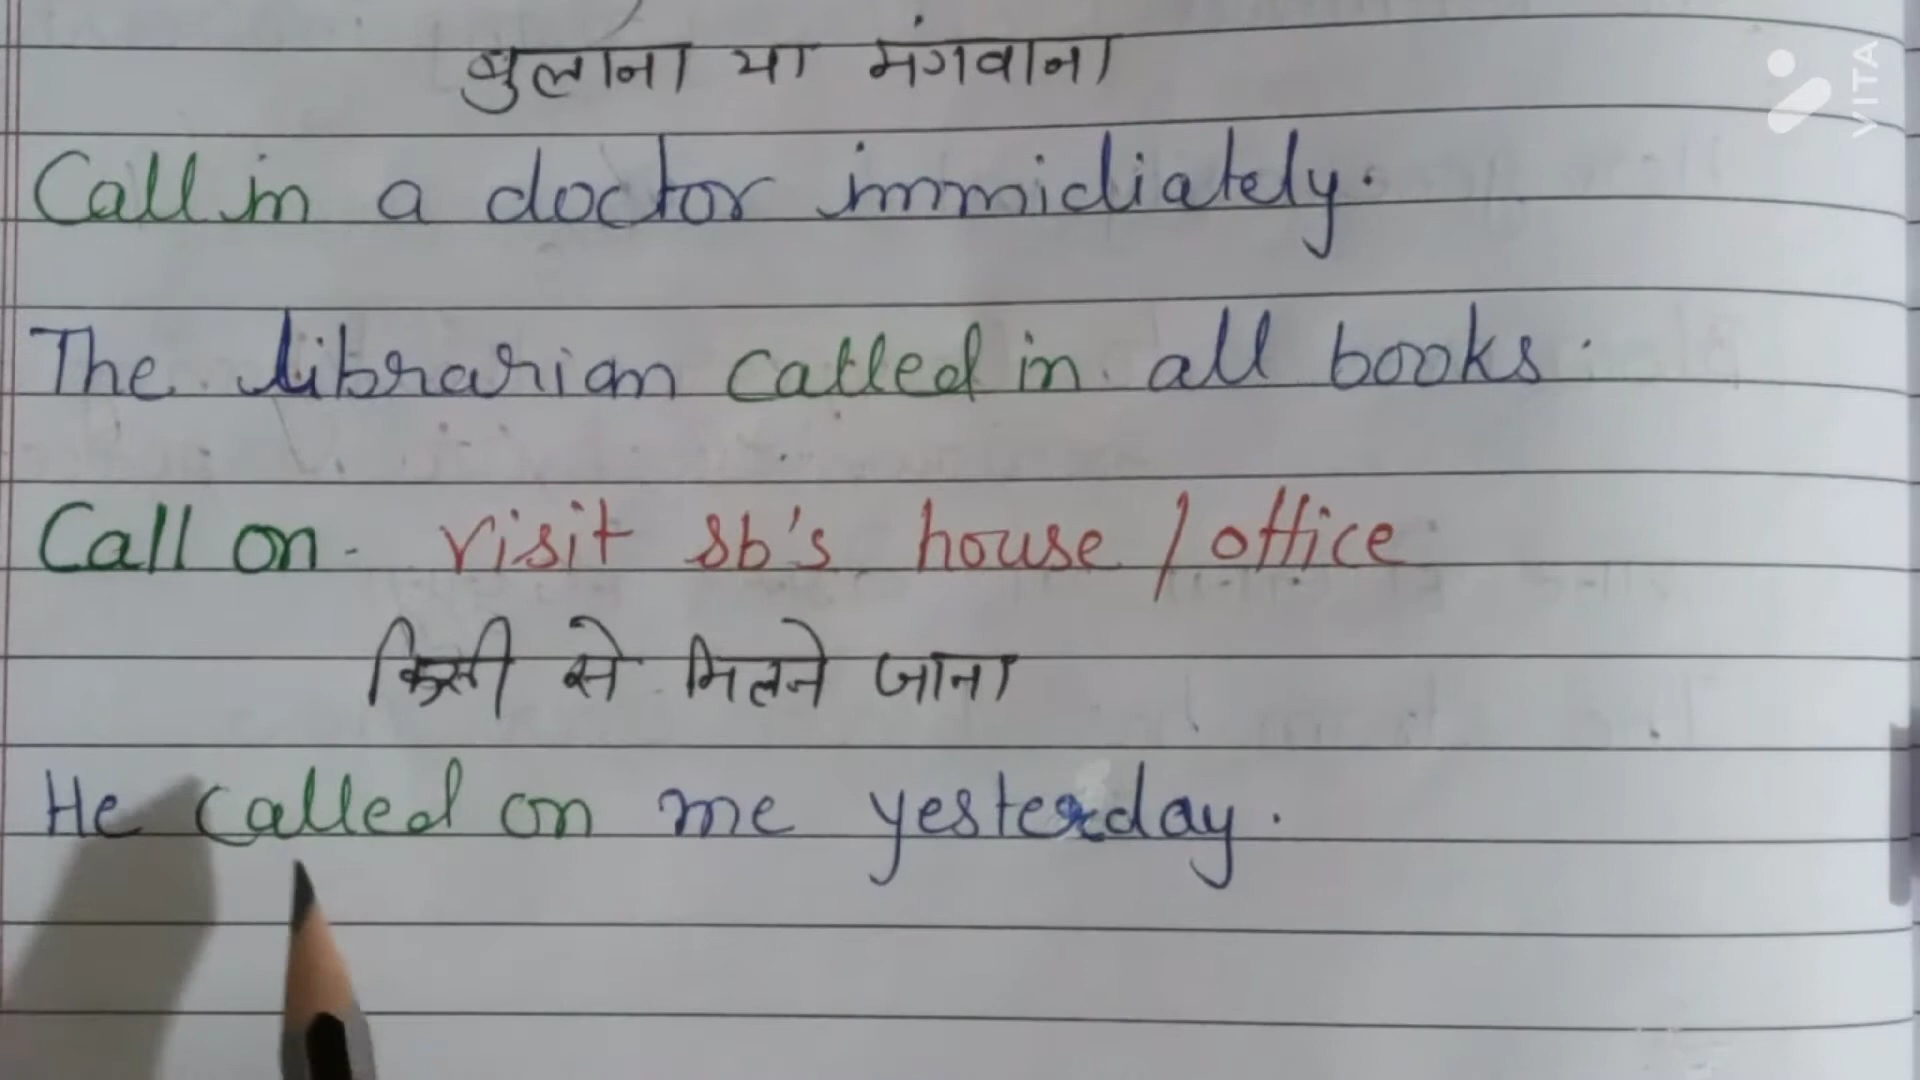 बुलाना या मंगवाना
Call in a doctor immidiately.
The librarian called in all books.
Call on - visit sb's house / office
किसी से मिलने जाना
He called on me yesterday.
VITA